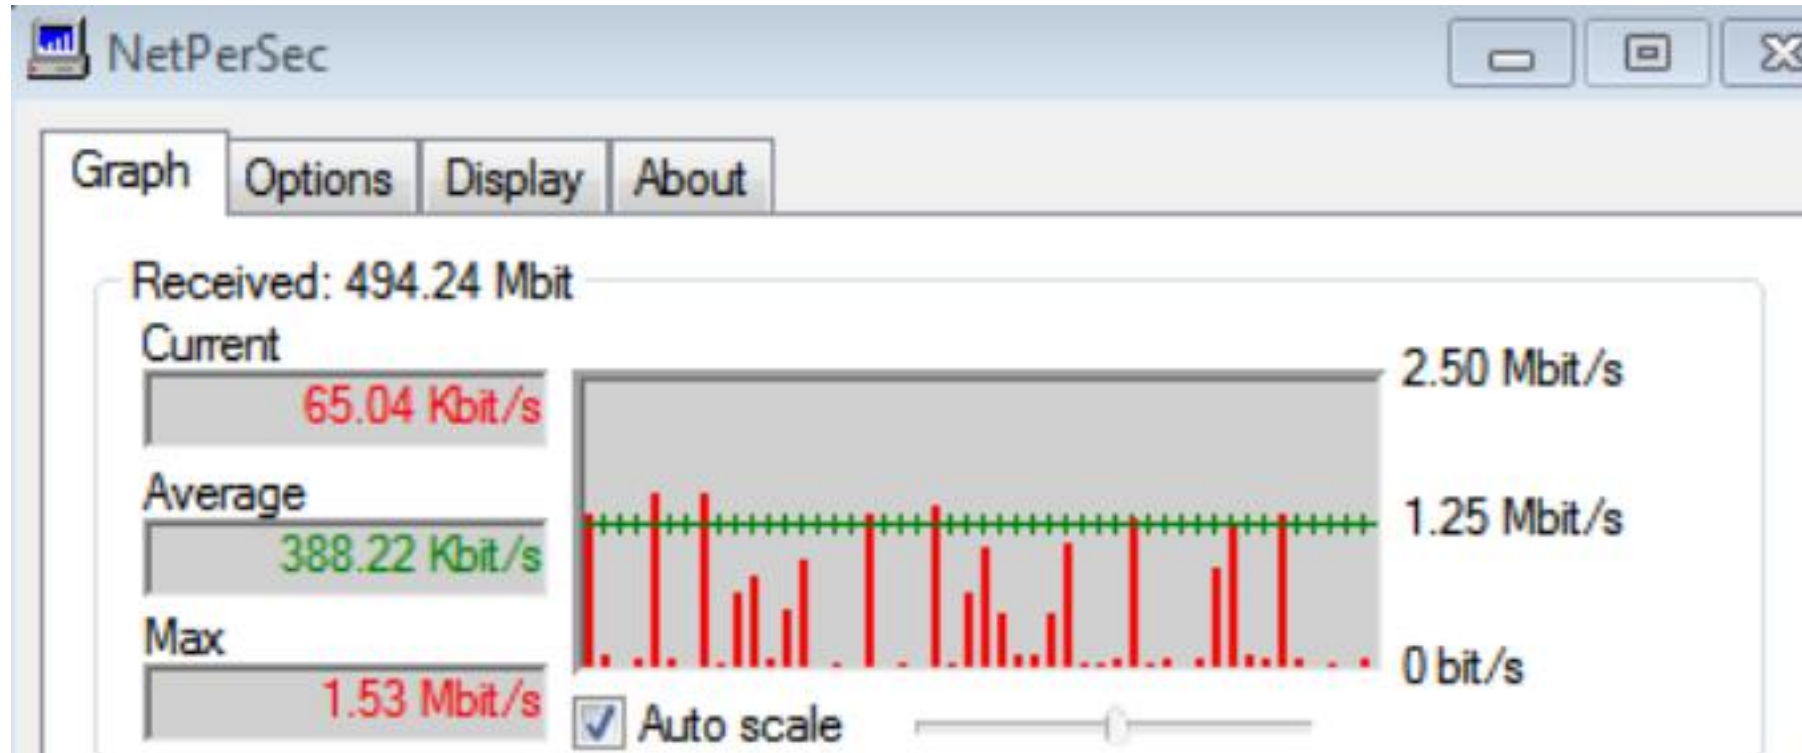 NetPerSec
Graph Options Display About
Received: 494.24 Mbit
Current
65.04 Kbit/s
Average
388.22 Kbit/s
Max
1.53 Mbit/s
2.50 Mbit/s
1.25 Mbit/s
0 bit/s
Auto scale